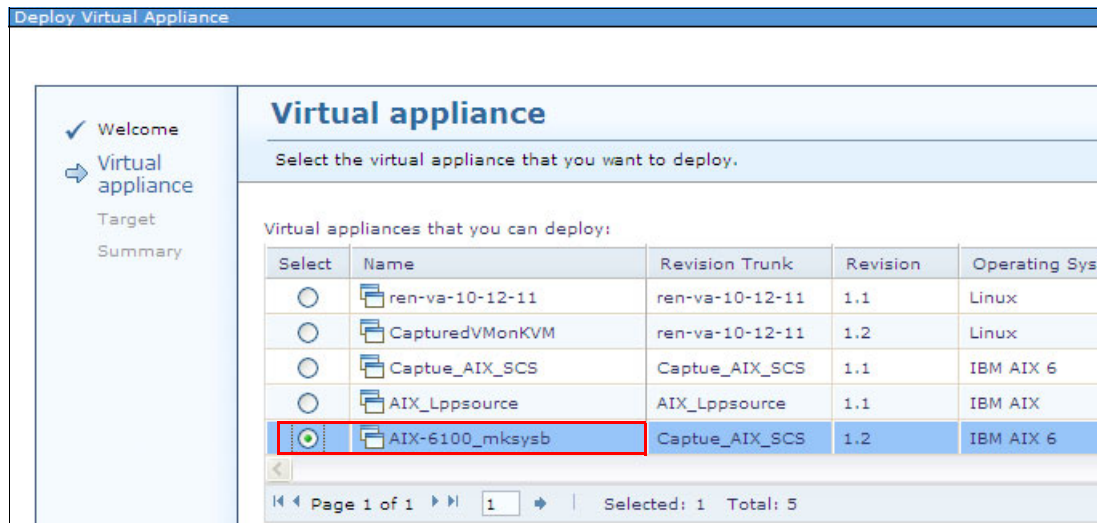 Deploy Virtual Appliance
Welcome
Virtual
appliance
Target
Summary
Virtual appliance
Select the virtual appliance that you want to deploy.
Virtual appliances that you can deploy:
Select Name Revision Trunk Revision Operating Sys
ren-va-10-12-11 ren-va-10-12-11 1.1 Linux
CapturedVMonKVM ren-va-10-12-11 1.2 Linux
Captue_AIX_SCS Captue_AIX_SCS 1.1 IBM AIX 6
AIX_Lppsource AIX_Lppsource 1.1 IBM AIX
AIX-6100_mksysb Captue_AIX_SCS 1.2 IBM AIX 6
Page 1 of 1 1 Selected: 1 Total: 5